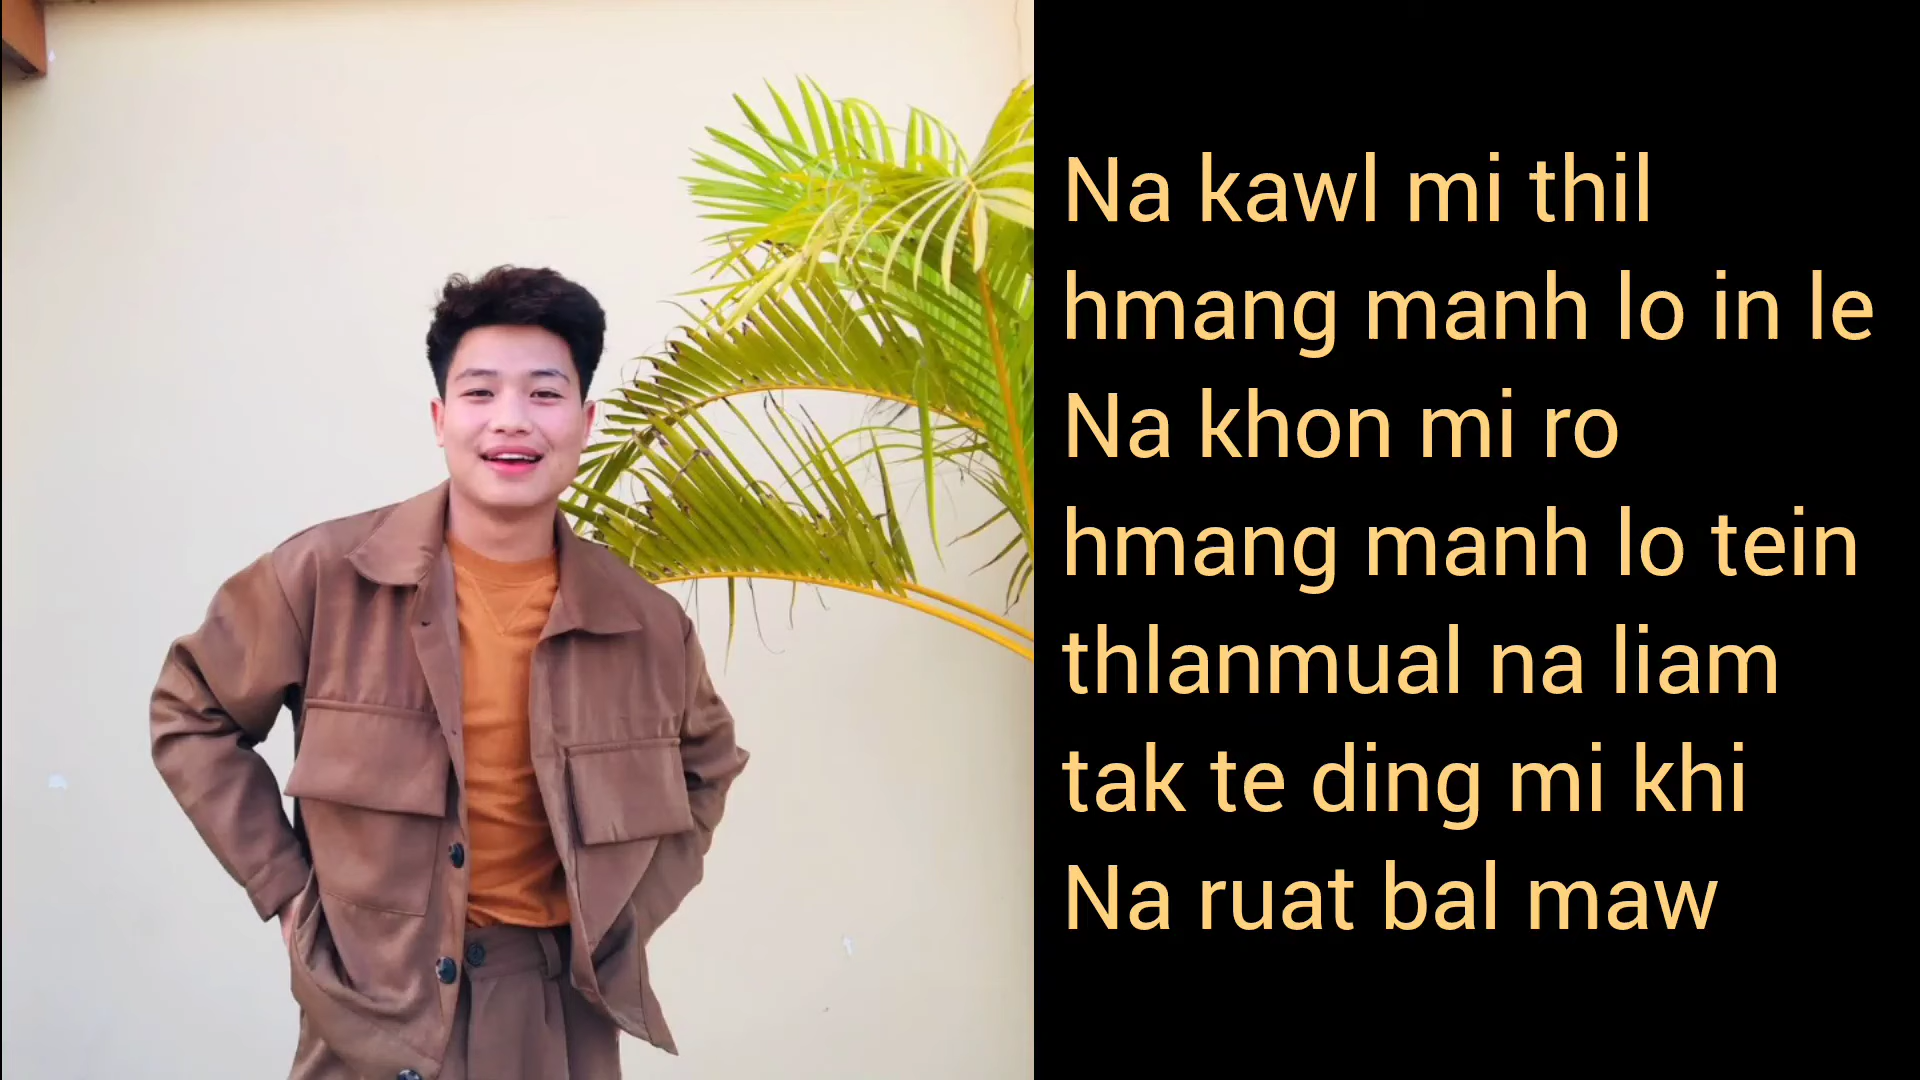 Na kawl mi thil
hmang manh lo in le
Na khon mi ro
hmang manh lo tein
thlanmual na liam
tak te ding mi khi
Na ruat bal maw